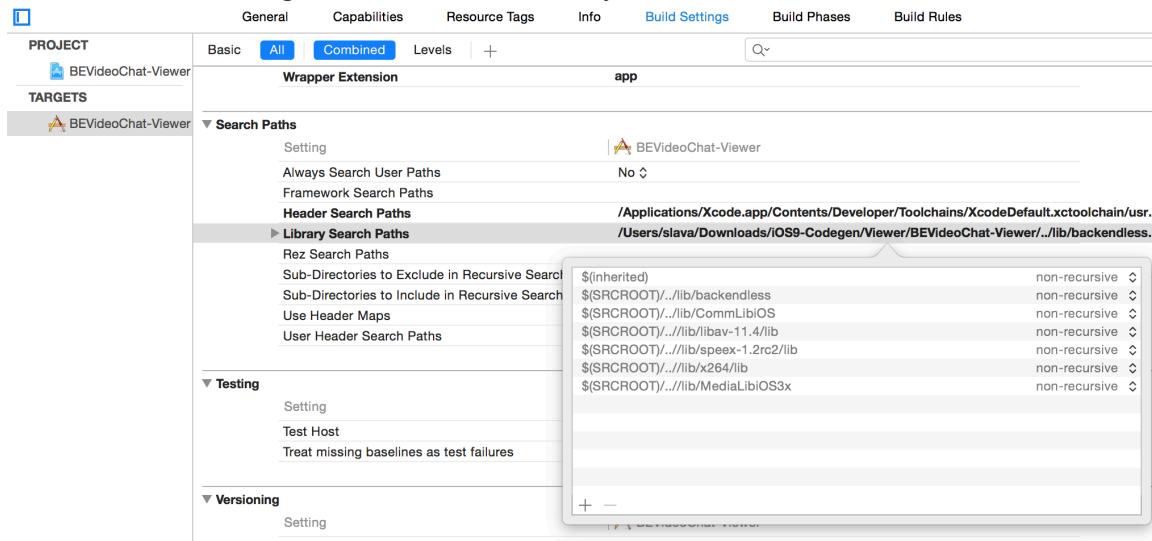 General Capabilities Resource Tags Info Build Settings Build Phases Build Rules
PROJECT
BEVideoChat-Viewer
TARGETS
BEVideoChat-Viewer
Basic All Combined Levels
Wrapper Extension app
Search Paths
Setting BEVideoChat-Viewer
Always Search User Paths No
Framework Search Paths
Header Search Paths /Applications/Xcode.app/Contents/Developer/Toolchains/XcodeDefault.xctoolchain/usr.
Library Search Paths /Users/slava/Downloads/iOS9-Codegen/Viewer/BEVideoChat-Viewer/../lib/backendless.
Rez Search Paths
Sub-Directories to Exclude in Recursive Search
Sub-Directories to Include in Recursive Search
Use Header Maps
User Header Search Paths
$(inherited) non-recursive
$(SRCROOT)/../lib/backendless non-recursive
$(SRCROOT)/../lib/CommLibiOS non-recursive
$(SRCROOT)/..//lib/libav-11.4/lib non-recursive
$(SRCROOT)/..//lib/speex-1.2rc2/lib non-recursive
$(SRCROOT)/..//lib/x264/lib non-recursive
$(SRCROOT)/..//lib/MediaLibiOS3x non-recursive
Testing
Setting
Test Host
Treat missing baselines as test failures
Versioning
Setting